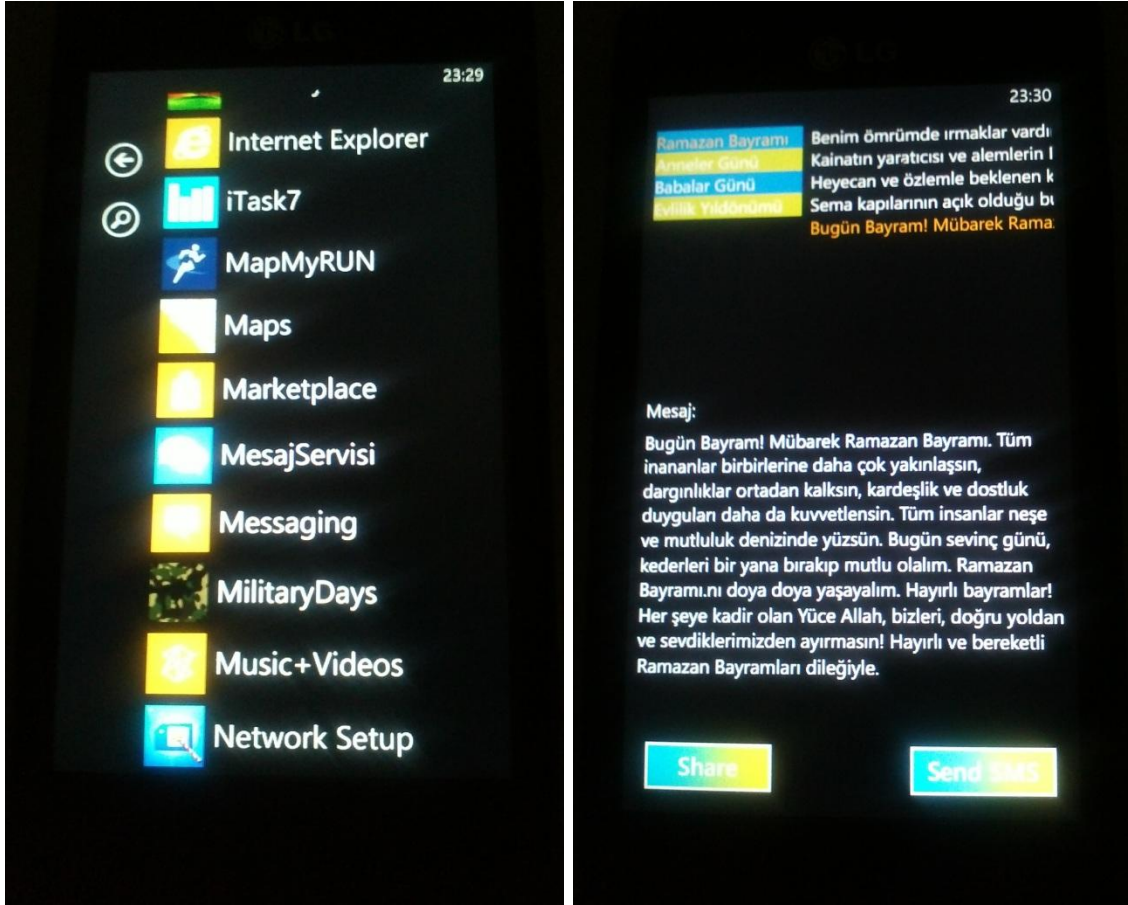 LG
23:29
Internet Explorer
iTask7
MapMyRUN
Maps
Marketplace
MesajServisi
Messaging
MilitaryDays
Music+Videos
Network Setup
LG
23:30
Ramazan Bayramı
Anneler Günü
Babalar Günü
Evlilik Yıldönümü
Benim ömrümde ırmaklar vardı
Kainatın yaratıcısı ve alemlerin
Heyecan ve özlemle beklenen k
Sema kapılarının açık olduğu bu
Bugün Bayram! Mübarek Rama
Mesaj:
Bugün Bayram! Mübarek Ramazan Bayramı. Tüm
inananlar birbirlerine daha çok yakınlaşsın,
dargınlıklar ortadan kalksın, kardeşlik ve dostluk
duyguları daha da kuvvetlensin. Tüm insanlar neşe
ve mutluluk denizinde yüzsün. Bugün sevinç günü,
kederleri bir yana bırakıp mutlu olalım. Ramazan
Bayramı.nı doya doya yaşayalım. Hayırlı bayramlar!
Her şeye kadir olan Yüce Allah, bizleri, doğru yoldan
ve sevdiklerimizden ayırmasın! Hayırlı ve bereketli
Ramazan Bayramları dileğiyle.
Share
Send SMS